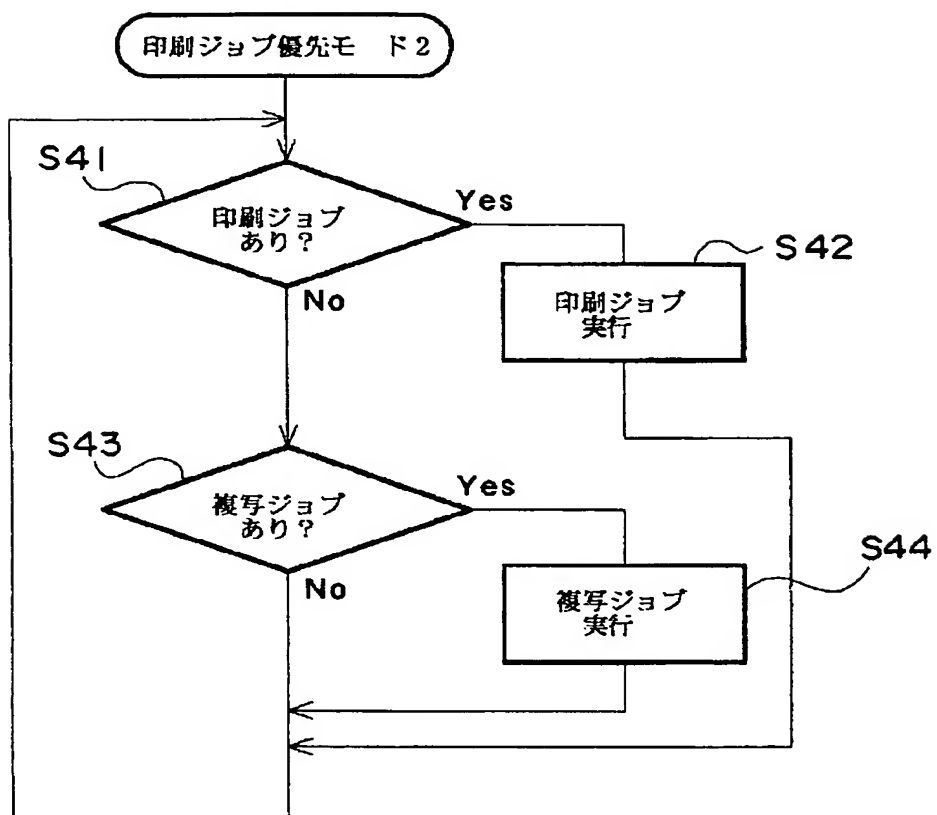 印刷ジョブ優先モード2
S41
印刷ジョブ
あり?
Yes
No
S42
印刷ジョブ
実行
S43
複写ジョブ
あり?
Yes
No
S44
複写ジョブ
実行